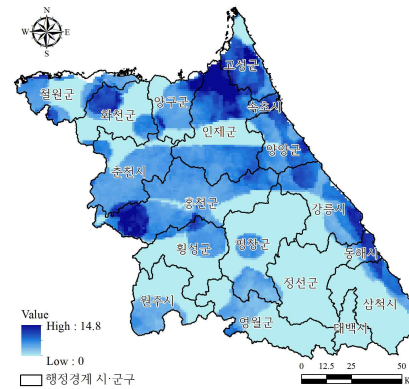 N
W E
S
고성군
철원군
화천군
양구군
속초시
인제군
양양군
춘천시
홍천군
강릉시
횡성군
평창군
동해시
정선군
삼척시
원주시
영월군
태백시
Value
High : 14.8
Low : 0
행정경계 시·군구
0 12.5 25 50
K